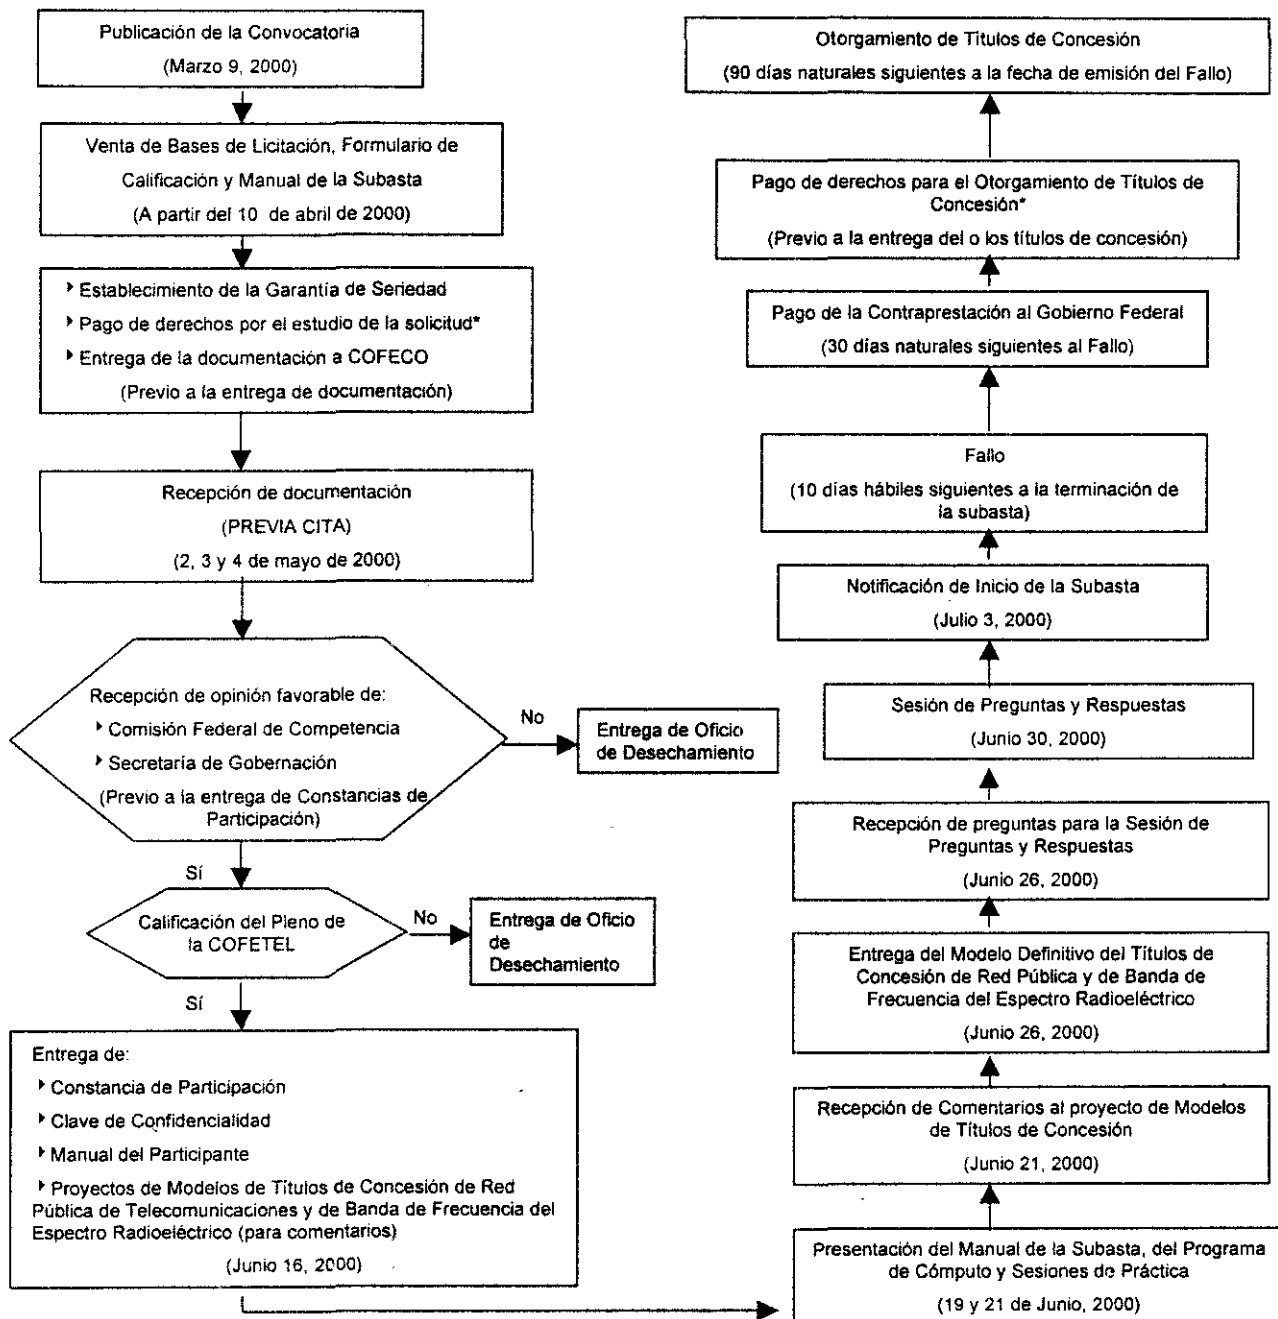 Publicación de la Convocatoria
(Marzo 9, 2000)
Venta de Bases de Licitación, Formulario de
Calificación y Manual de la Subasta
(A partir del 10 de abril de 2000)
Establecimiento de la Garantía de Seriedad
Pago de derechos por el estudio de la solicitud*
Entrega de la documentación a COFECO
(Previo a la entrega de documentación)
Recepción de documentación
(PREVIA CITA)
(2, 3 y 4 de mayo de 2000)
Recepción de opinión favorable de:
Comisión Federal de Competencia
Secretaría de Gobernación
(Previo a la entrega de Constancias de
Participación)
No
Entrega de Oficio
de Desechamiento
Sí
Calificación del Pleno de
la COFETEL
No
Entrega de Oficio
de
Desechamiento
Sí
Entrega de:
Constancia de Participación
Clave de Confidencialidad
Manual del Participante
Proyectos de Modelos de Títulos de Concesión de Red
Pública de Telecomunicaciones y de Banda de Frecuencia del
Espectro Radioeléctrico (para comentarios)
(Junio 16, 2000)
Presentación del Manual de la Subasta, del Programa
de Cómputo y Sesiones de Práctica
(19 y 21 de Junio, 2000)
Recepción de Comentarios al proyecto de Modelos
de Títulos de Concesión
(Junio 21, 2000)
Entrega del Modelo Definitivo del Títulos de
Concesión de Red Pública y de Banda de
Frecuencia del Espectro Radioeléctrico
(Junio 26, 2000)
Recepción de preguntas para la Sesión de
Preguntas y Respuestas
(Junio 26, 2000)
Sesión de Preguntas y Respuestas
(Junio 30, 2000)
Notificación de Inicio de la Subasta
(Julio 3, 2000)
Fallo
(10 días hábiles siguientes a la terminación de
la subasta)
Pago de la Contraprestación al Gobierno Federal
(30 días naturales siguientes al Fallo)
Pago de derechos para el Otorgamiento de Títulos de
Concesión*
(Previo a la entrega del o los títulos de concesión)
Otorgamiento de Títulos de Concesión
(90 días naturales siguientes a la fecha de emisión del Fallo)